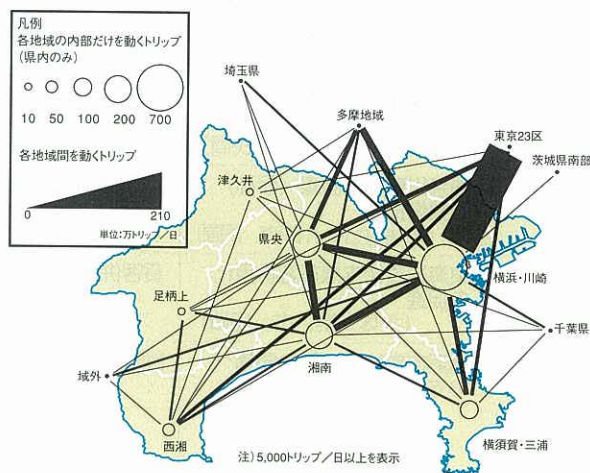 凡例
各地域の内部だけを動くトリップ
(県内のみ)
10 50 100 200 700
各地域間を動くトリップ
0 210
単位:万トリップ/日
埼玉県
多摩地域
東京23区
茨城県南部
津久井
県央
横浜・川崎
足柄上
千葉県
湘南
域外
西湘
横須賀・三浦
注) 5,000トリップ/日以上を表示